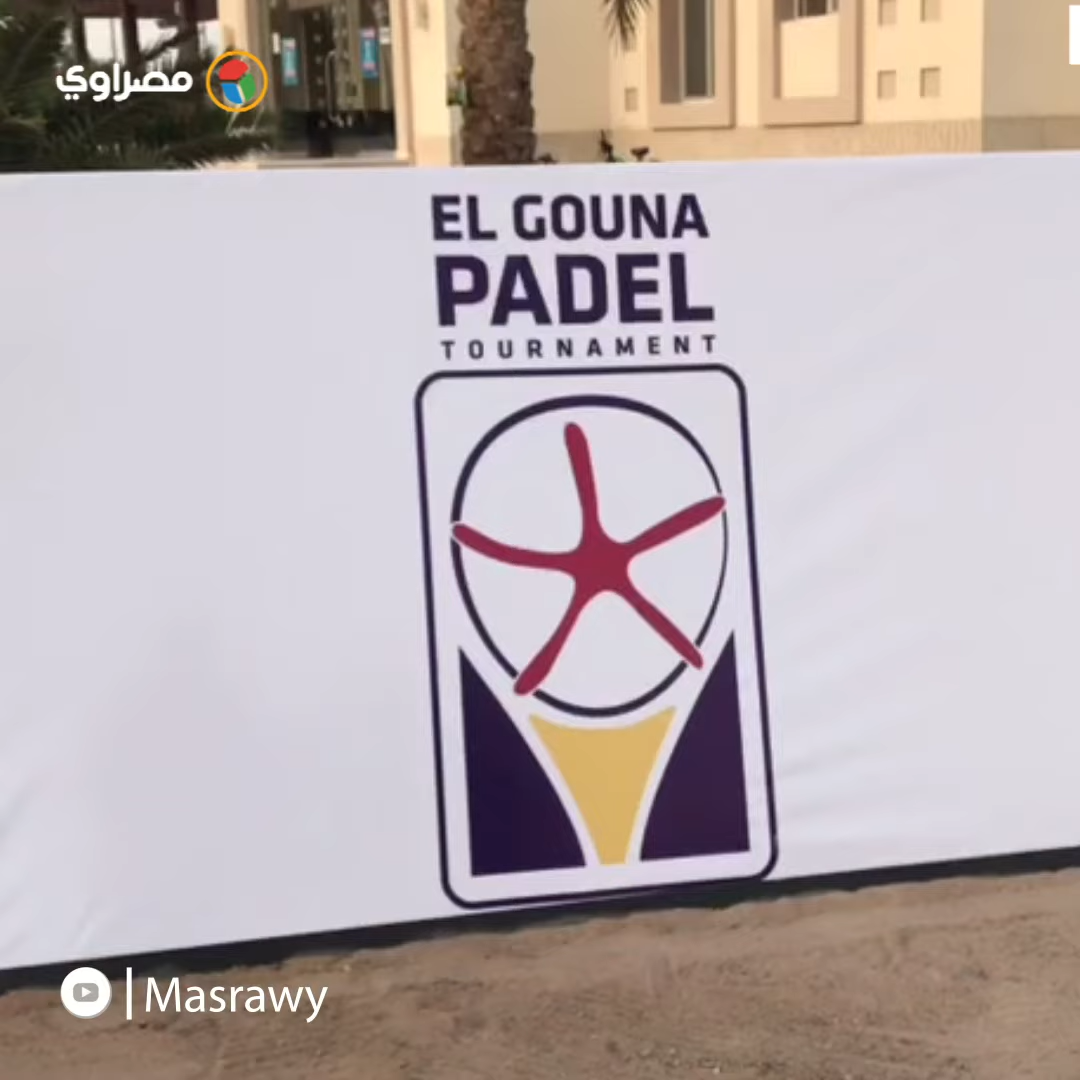 مصراوي
EL GOUNA
PADEL
TOURNAMENT
Masrawy